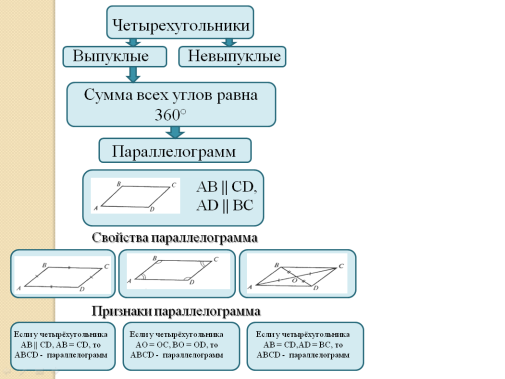 Четырехугольники
Выпуклые
Невыпуклые
Сумма всех углов равна
360°
Параллелограмм
B
C
A
D
AB || CD,
AD || BC
Свойства параллелограмма
B
C
A
D
B
C
A
D
B
C
O
A
D
Признаки параллелограмма
Если у четырёхугольника
AB || CD, AB = CD, то
ABCD - параллелограмм
Если у четырёхугольника
AO = OC, BO = OD, то
ABCD - параллелограмм
Если у четырёхугольника
AB = CD, AD = BC, то
ABCD - параллелограмм